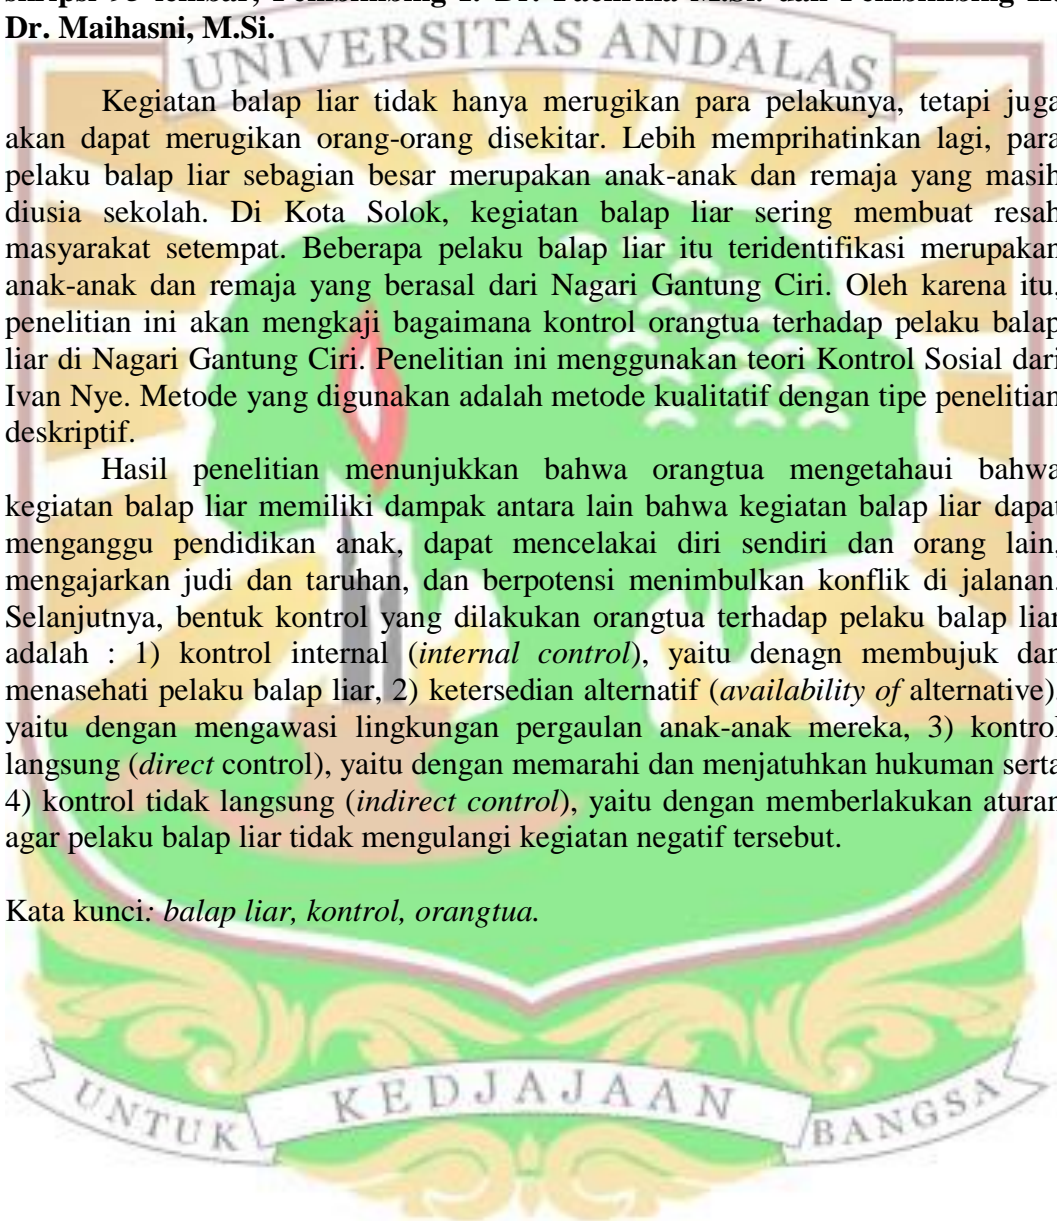 Dr. Maihasni, M.Si.
UNIVERSITAS ANDALAS
Kegiatan balap liar tidak hanya merugikan para pelakunya, tetapi juga
akan dapat merugikan orang-orang disekitar. Lebih memprihatinkan lagi, para
pelaku balap liar sebagian besar merupakan anak-anak dan remaja yang masih
diusia sekolah. Di Kota Solok, kegiatan balap liar sering membuat resah
masyarakat setempat. Beberapa pelaku balap liar itu teridentifikasi merupakan
anak-anak dan remaja yang berasal dari Nagari Gantung Ciri. Oleh karena itu,
penelitian ini akan mengkaji bagaimana kontrol orangtua terhadap pelaku balap
liar di Nagari Gantung Ciri. Penelitian ini menggunakan teori Kontrol Sosial dari
Ivan Nye. Metode yang digunakan adalah metode kualitatif dengan tipe penelitian
deskriptif.
Hasil penelitian menunjukkan bahwa orangtua mengetahaui bahwa
kegiatan balap liar memiliki dampak antara lain bahwa kegiatan balap liar dapat
menganggu pendidikan anak, dapat mencelakai diri sendiri dan orang lain,
mengajarkan judi dan taruhan, dan berpotensi menimbulkan konflik di jalanan.
Selanjutnya, bentuk kontrol yang dilakukan orangtua terhadap pelaku balap liar
adalah : 1) kontrol internal (internal control), yaitu denagn membujuk dan
menasehati pelaku balap liar, 2) ketersedian alternatif (availability of alternative)
yaitu dengan mengawasi lingkungan pergaulan anak-anak mereka, 3) kontrol
langsung (direct control), yaitu dengan memarahi dan menjatuhkan hukuman serta
4) kontrol tidak langsung (indirect control), yaitu dengan memberlakukan aturan
agar pelaku balap liar tidak mengulangi kegiatan negatif tersebut.
Kata kunci: balap liar, kontrol, orangtua.
UNTUK KEDJAJAAN BANGSA